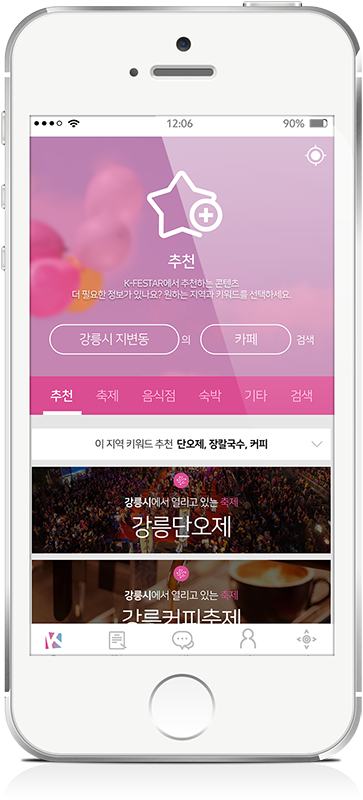 12:06
90%
추천
K-FESTAR에서 추천하는 콘텐츠
더 필요한 정보가 있나요? 원하는 지역과 키워드를 선택하세요.
강릉시 지변동 의 카페 검색
추천 축제 음식점 숙박 기타 검색
이 지역 키워드 추천 단오제, 장칼국수, 커피
강릉시에서 열리고 있는 축제
강릉단오제
강릉시에서 열리고 있는 축제
강릉커피축제
K